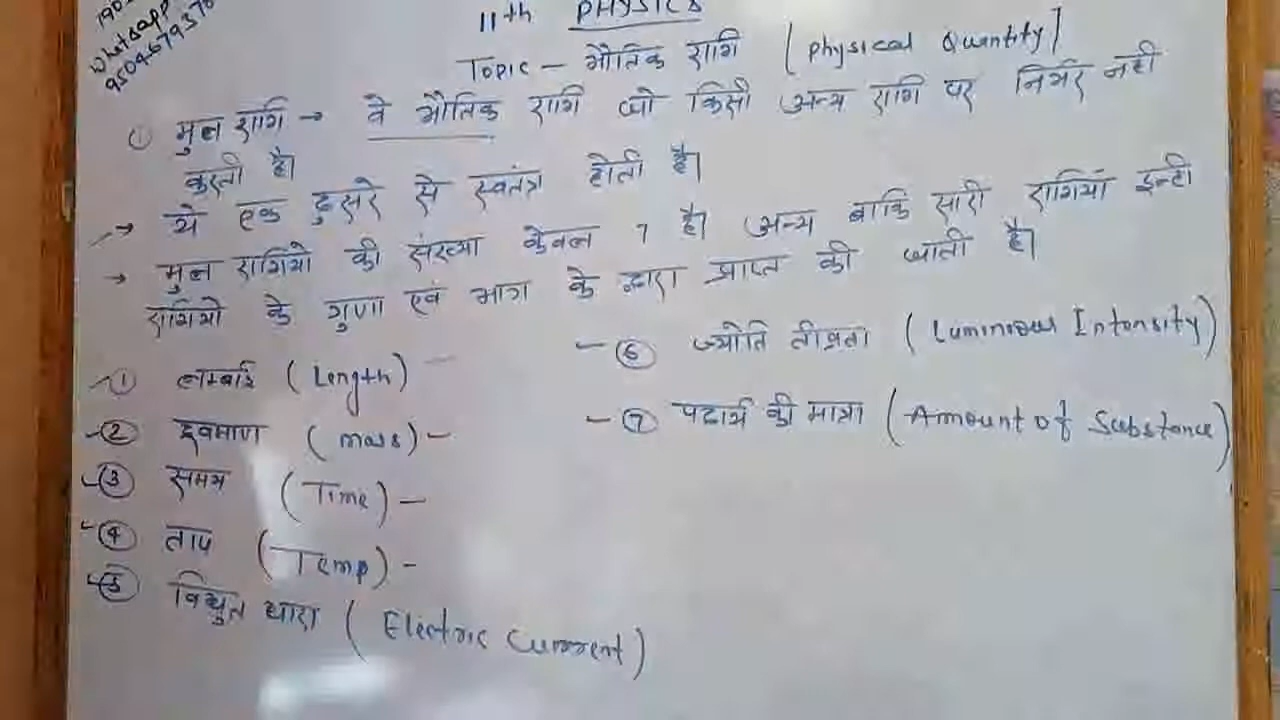 Whatsapp
11th PHYSICS
Topic — भौतिक राशि (Physical Quantity]
① मुल राशि → वे भौतिक राशि जो किसी अन्य राशि पर निर्भर नही
करती है।
→ ये एक दुसरे से स्वतंत्र होती है।
→ मुल राशियो की संख्या केवल 7 है। अन्य बाकि सारी राशियाँ इन्ही
राशियो के गुणा एवं भाग के द्वारा प्राप्त की जाती है।
① लम्बाई (Length) —
② द्रवमाण (mass) —
③ समय (Time) —
④ ताप (Temp) —
⑤ विद्युत धारा (Electric Current)
— ⑥ ज्योति तीव्रता (Luminous Intensity)
— ⑦ पदार्थ की मात्रा (Amount of Substance)